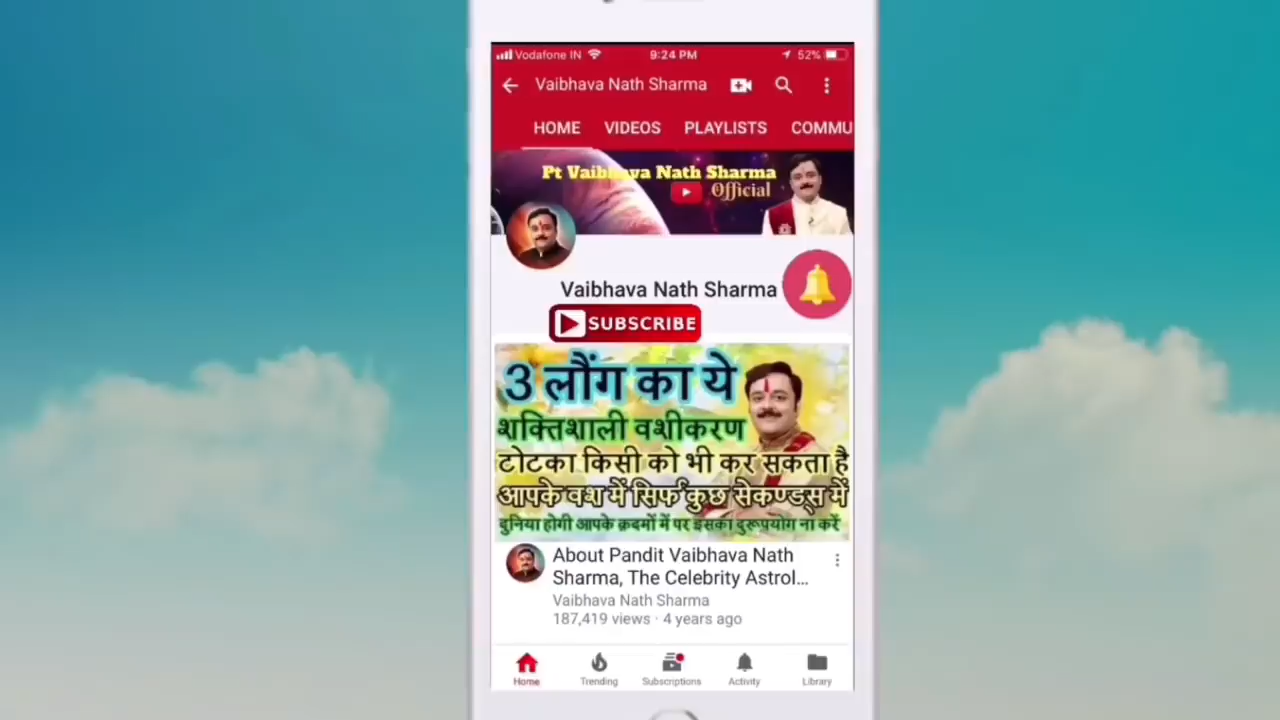 Vodafone IN 9:24 PM 52%
Vaibhava Nath Sharma
HOME VIDEOS PLAYLISTS COMMU
Pt Vaibhava Nath Sharma
Official
Vaibhava Nath Sharma
SUBSCRIBE
3 लौंग का ये
शक्तिशाली वशीकरण
टोटका किसी को भी कर सकता है
आपके वश में सिर्फ कुछ सेकण्ड्स में
दुनिया होगी आपके क़दमों में पर इसका दुरूपयोग ना करें
About Pandit Vaibhava Nath
Sharma, The Celebrity Astrol...
Vaibhava Nath Sharma
187,419 views · 4 years ago
Home Trending Subscriptions Activity Library